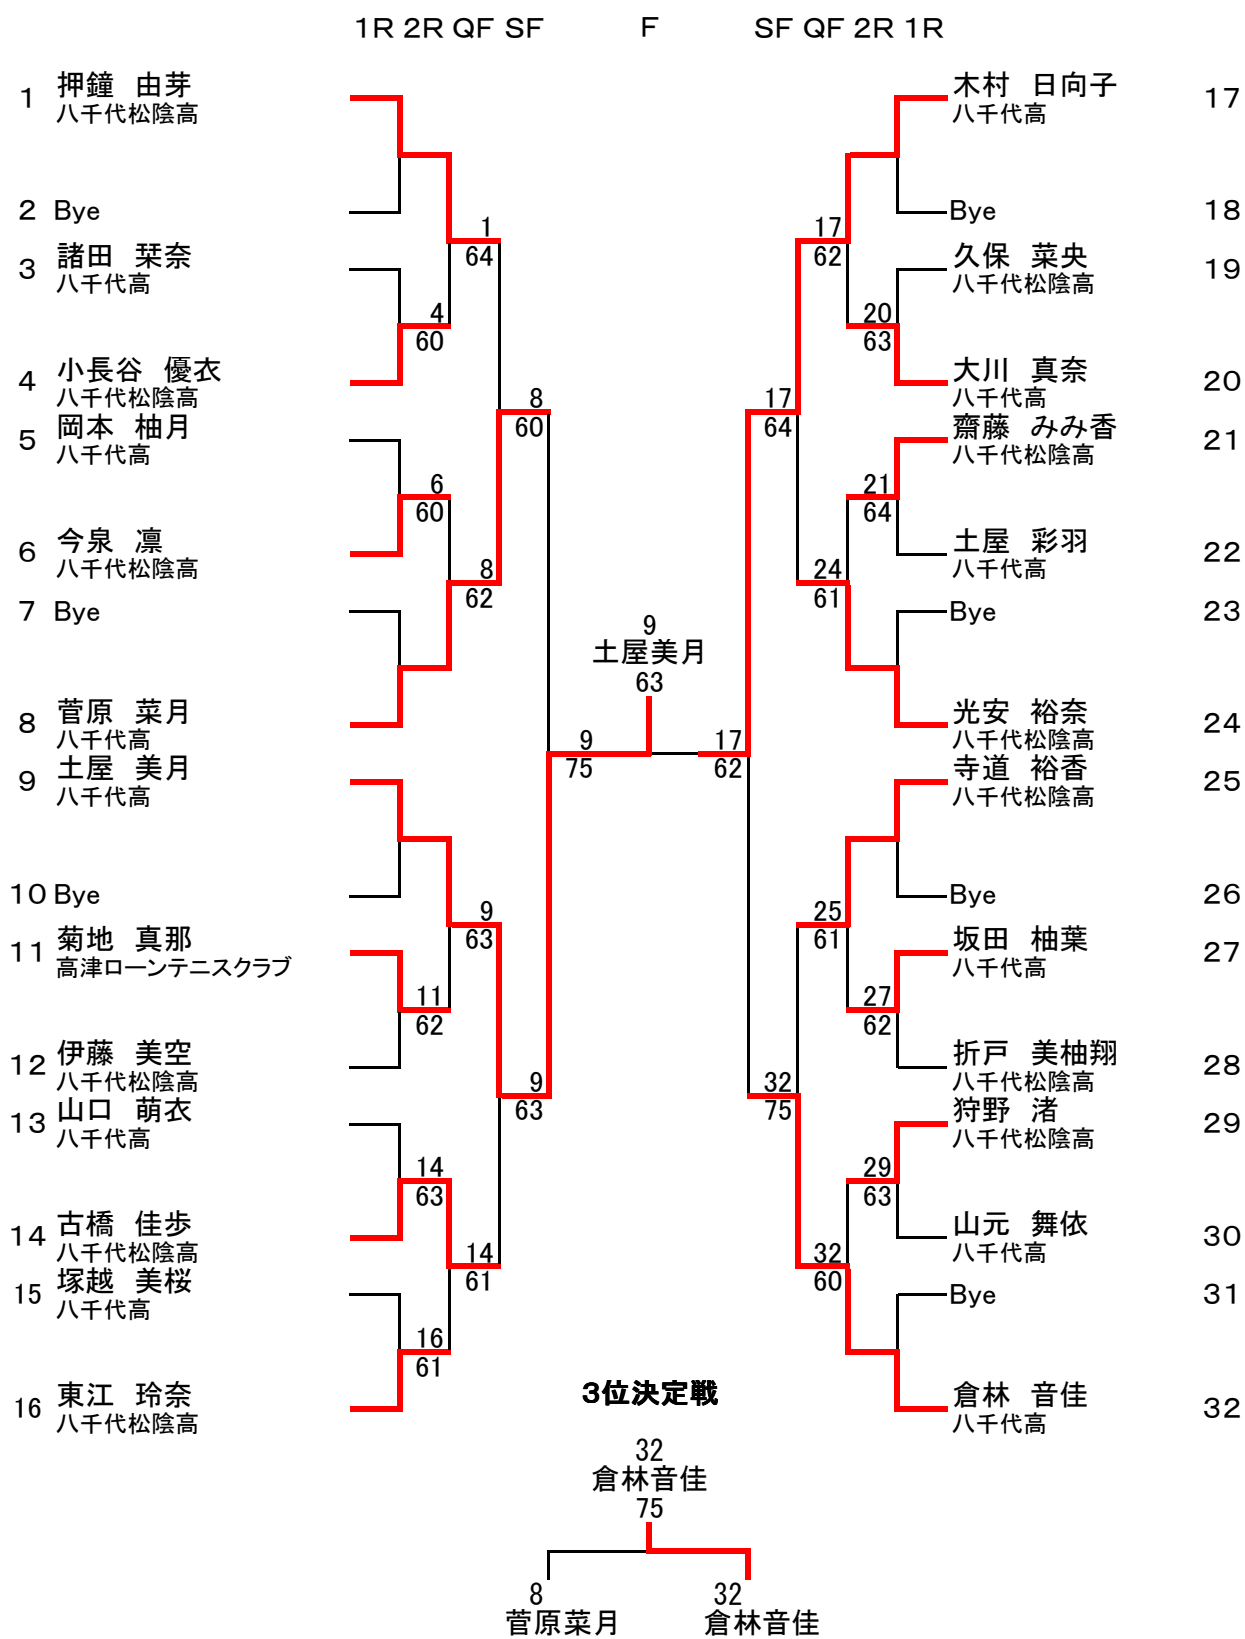 1R 2R QF SF F SF QF 2R 1R
1 押鐘 由芽
八千代松陰高
2 Bye
3 諸田 栞奈
八千代高
4 小長谷 優衣
八千代松陰高
5 岡本 柚月
八千代高
6 今泉 凛
八千代松陰高
7 Bye
8 菅原 菜月
八千代高
9 土屋 美月
八千代高
10 Bye
11 菊地 真那
高津ローンテニスクラブ
12 伊藤 美空
八千代松陰高
13 山口 萌衣
八千代高
14 古橋 佳歩
八千代松陰高
15 塚越 美桜
八千代高
16 東江 玲奈
八千代松陰高
4
60
6
60
11
62
14
63
16
61
1
64
8
62
9
63
14
61
8
60
9
63
9
75
9
土屋美月
63
17
62
17
64
32
75
17
62
24
61
25
61
32
60
20
63
21
64
27
62
29
63
木村 日向子 17
八千代高
Bye 18
久保 菜央 19
八千代松陰高
大川 真奈 20
八千代高
齋藤 みみ香 21
八千代松陰高
土屋 彩羽 22
八千代高
Bye 23
光安 裕奈 24
八千代松陰高
寺道 裕香 25
八千代松陰高
Bye 26
坂田 柚葉 27
八千代高
折戸 美柚翔 28
八千代松陰高
狩野 渚 29
八千代松陰高
山元 舞依 30
八千代高
Bye 31
倉林 音佳 32
八千代高
3位決定戦
32
倉林音佳
75
8 32
菅原菜月 倉林音佳